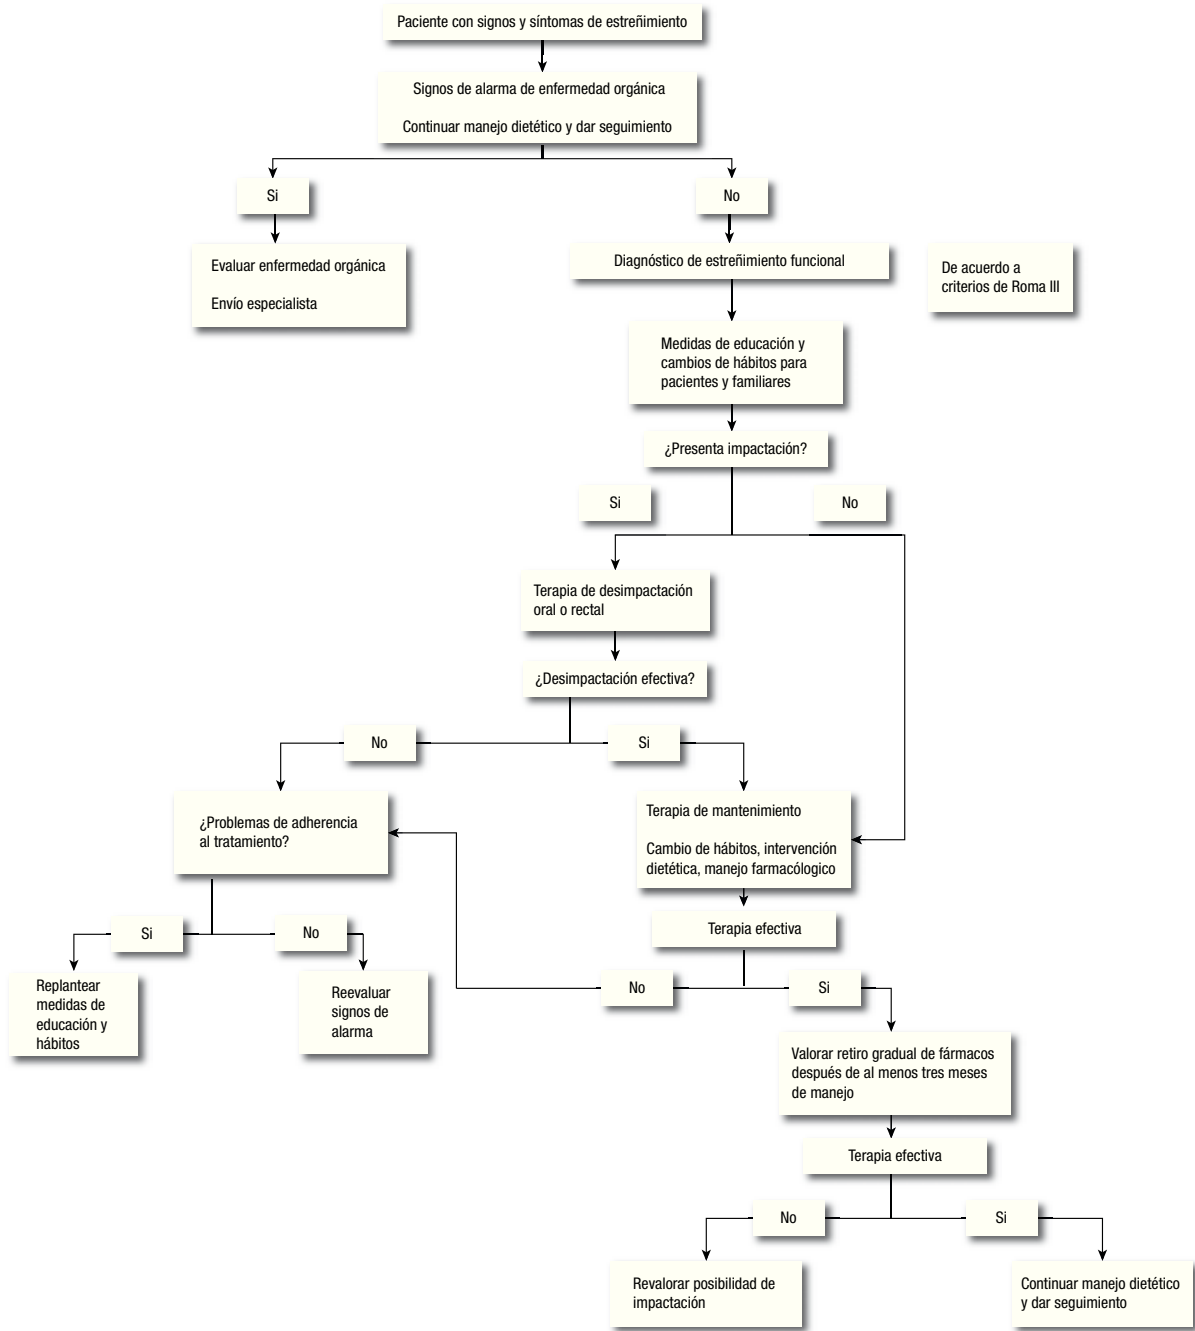 Paciente con signos y síntomas de estreñimiento
Signos de alarma de enfermedad orgánica
Continuar manejo dietético y dar seguimiento
Si
No
Evaluar enfermedad orgánica
Envío especialista
Diagnóstico de estreñimiento funcional
De acuerdo a
criterios de Roma III
Medidas de educación y
cambios de hábitos para
pacientes y familiares
¿Presenta impactación?
Si
No
Terapia de desimpactación
oral o rectal
¿Desimpactación efectiva?
No
Si
¿Problemas de adherencia
al tratamiento?
Terapia de mantenimiento
Cambio de hábitos, intervención
dietética, manejo farmacólogico
Si
No
Terapia efectiva
Replantear
medidas de
educación y
hábitos
Reevaluar
signos de
alarma
No
Si
Valorar retiro gradual de fármacos
después de al menos tres meses
de manejo
Terapia efectiva
No
Si
Revalorar posibilidad de
impactación
Continuar manejo dietético
y dar seguimiento